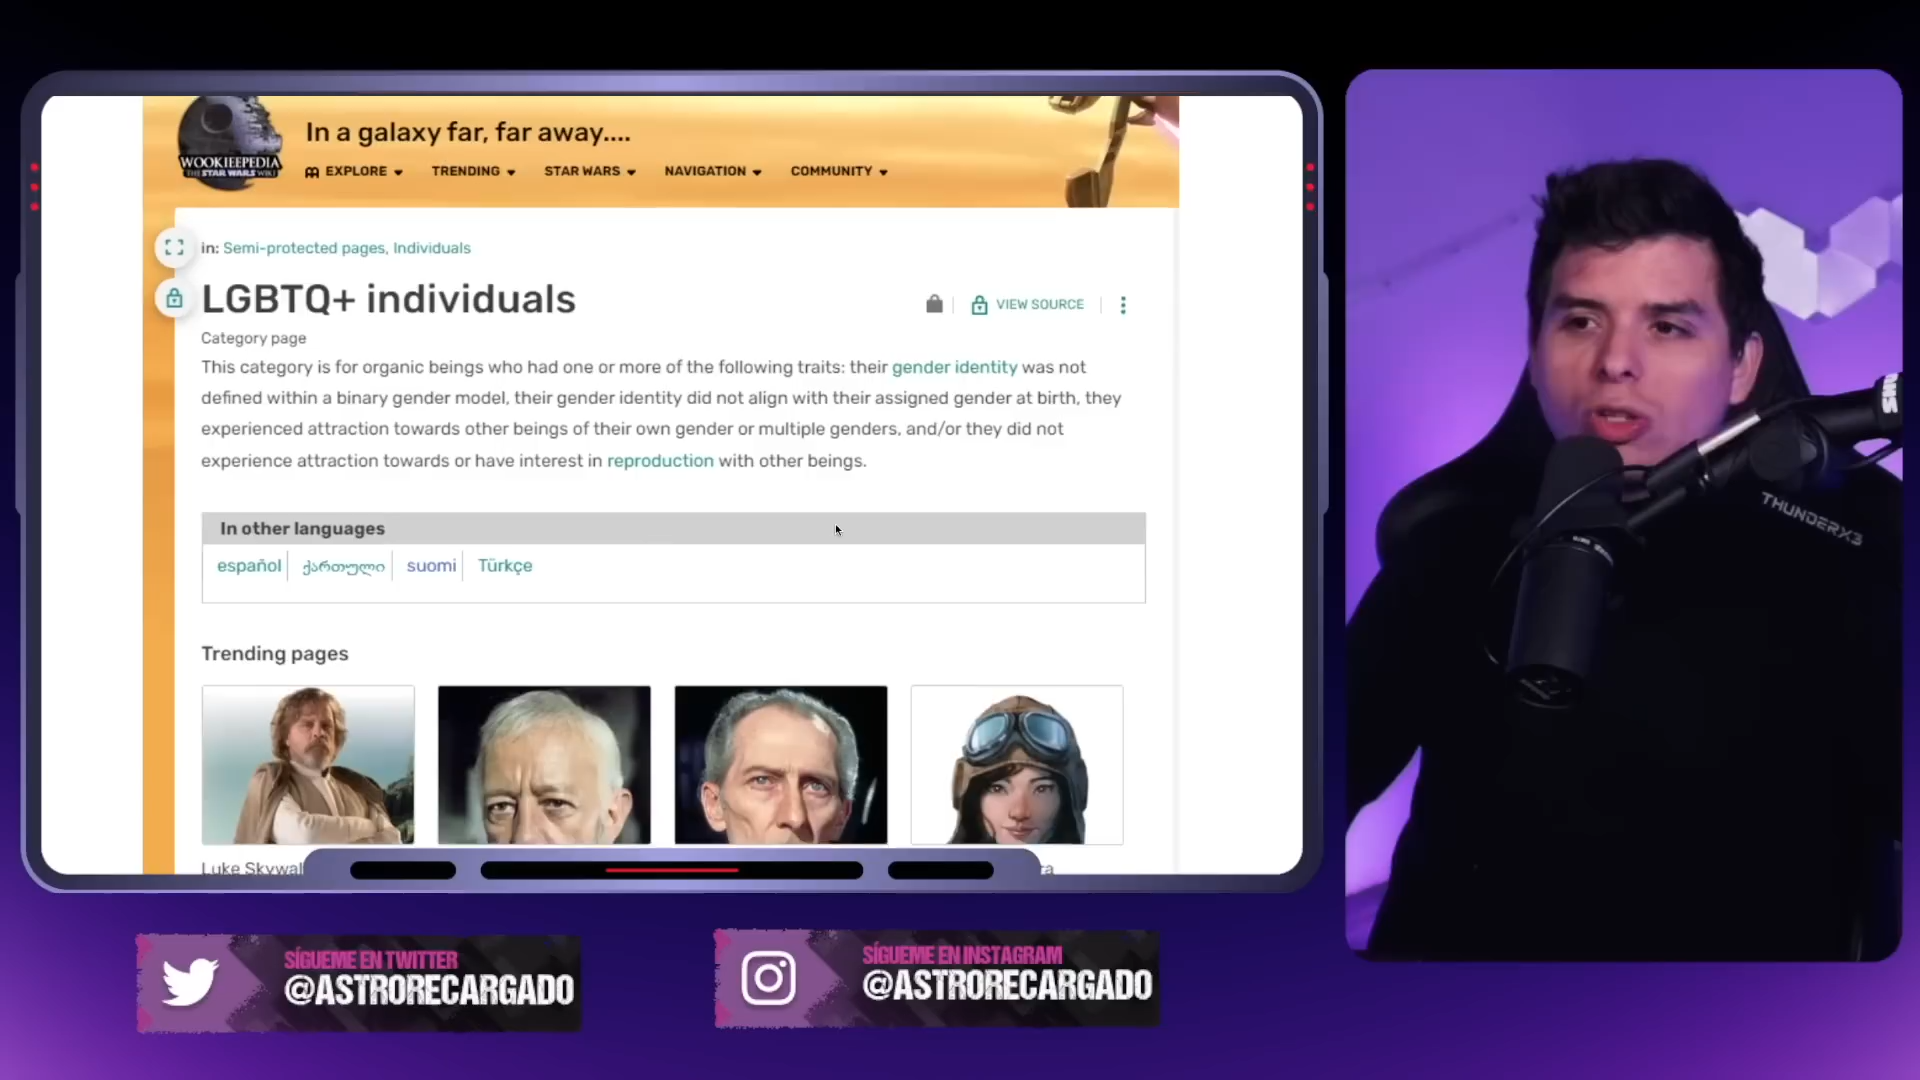 In a galaxy far, far away....
WOOKIEEPEDIA
THE STAR WARS WIKI
EXPLORE TRENDING STAR WARS NAVIGATION COMMUNITY
in: Semi-protected pages, Individuals
LGBTQ+ individuals
VIEW SOURCE
Category page
This category is for organic beings who had one or more of the following traits: their gender identity was not
defined within a binary gender model, their gender identity did not align with their assigned gender at birth, they
experienced attraction towards other beings of their own gender or multiple genders, and/or they did not
experience attraction towards or have interest in reproduction with other beings.
In other languages
español ქართული suomi Türkçe
Trending pages
Luke Skywal
ra
THUNDERX3
SÍGUEME EN TWITTER
@ASTRORECARGADO
SÍGUEME EN INSTAGRAM
@ASTRORECARGADO